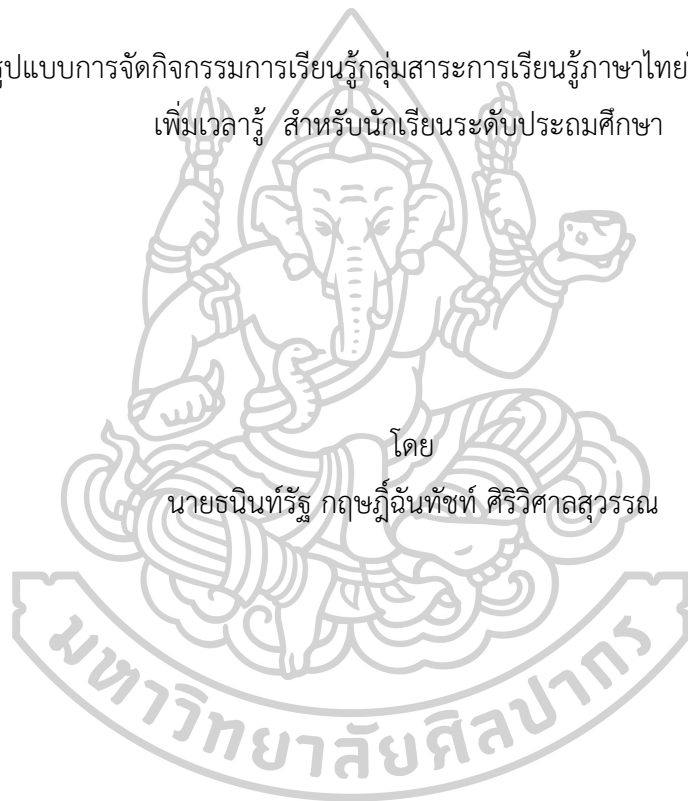 รูปแบบการจัดกิจกรรมการเรียนรู้กลุ่มสาระการเรียนรู้ภาษาไทย
เพิ่มเวลารู้ สำหรับนักเรียนระดับประถมศึกษา
โดย
นายธนินท์รัฐ กฤษฎิ์ฉันทัชท์ ศิริวิศาลสุวรรณ
มหาวิทยาลัยศิลปากร